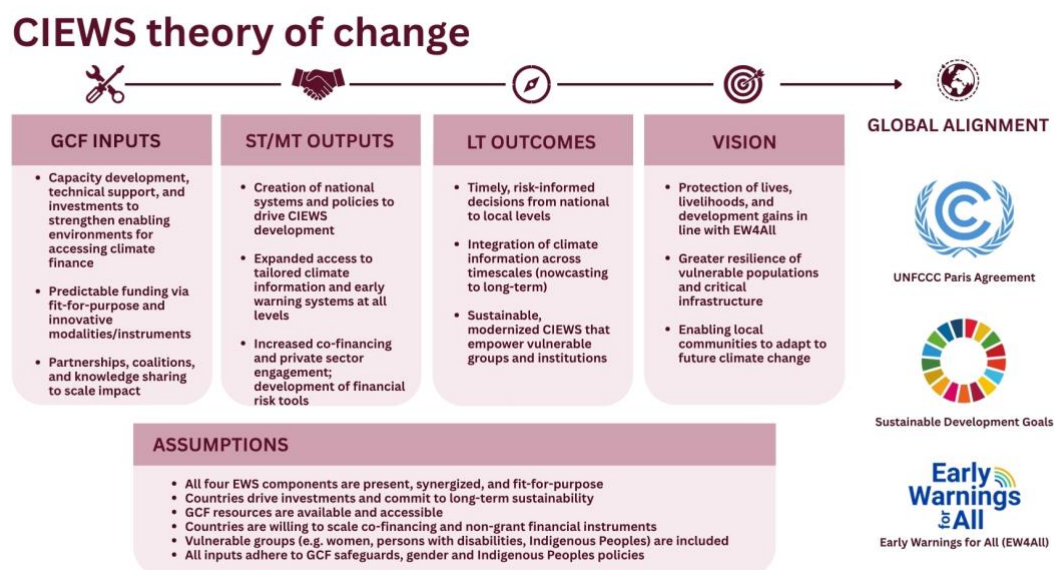 CIEWS theory of change
GCF INPUTS
• Capacity development,
technical support, and
investments to
strengthen enabling
environments for
accessing climate
finance
• Predictable funding via
fit-for-purpose and
innovative
modalities/instruments
• Partnerships, coalitions,
and knowledge sharing
to scale impact
ST/MT OUTPUTS
• Creation of national
systems and policies to
drive CIEWS
development
• Expanded access to
tailored climate
information and early
warning systems at all
levels
• Increased co-financing
and private sector
engagement;
development of financial
risk tools
LT OUTCOMES
• Timely, risk-informed
decisions from national
to local levels
• Integration of climate
information across
timescales (nowcasting
to long-term)
• Sustainable,
modernized CIEWS that
empower vulnerable
groups and institutions
VISION
• Protection of lives,
livelihoods, and
development gains in
line with EW4All
• Greater resilience of
vulnerable populations
and critical
infrastructure
• Enabling local
communities to adapt to
future climate change
GLOBAL ALIGNMENT
UNFCCC Paris Agreement
Sustainable Development Goals
Early
Warnings
for All
Early Warnings for All (EW4All)
ASSUMPTIONS
• All four EWS components are present, synergized, and fit-for-purpose
• Countries drive investments and commit to long-term sustainability
• GCF resources are available and accessible
• Countries are willing to scale co-financing and non-grant financial instruments
• Vulnerable groups (e.g. women, persons with disabilities, Indigenous Peoples) are included
• All inputs adhere to GCF safeguards, gender and Indigenous Peoples policies